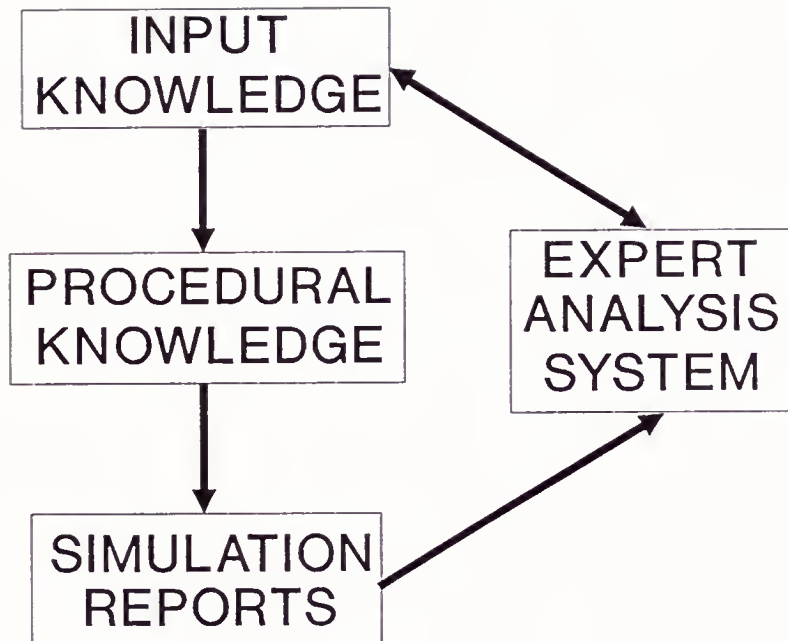 INPUT
KNOWLEDGE
PROCEDURAL
KNOWLEDGE
EXPERT
ANALYSIS
SYSTEM
SIMULATION
REPORTS